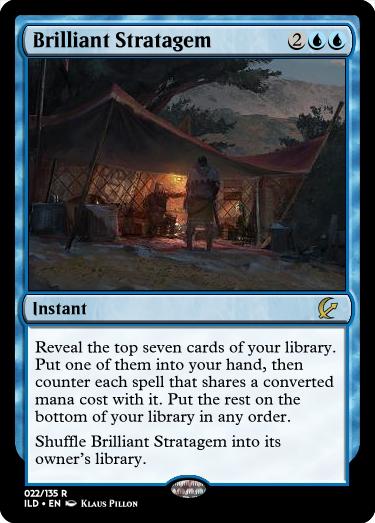 Brilliant Stratagem 2
Instant
Reveal the top seven cards of your library.
Put one of them into your hand, then
counter each spell that shares a converted
mana cost with it. Put the rest on the
bottom of your library in any order.
Shuffle Brilliant Stratagem into its
owner's library.
022/135 R
ILD • EN Klaus Pillon